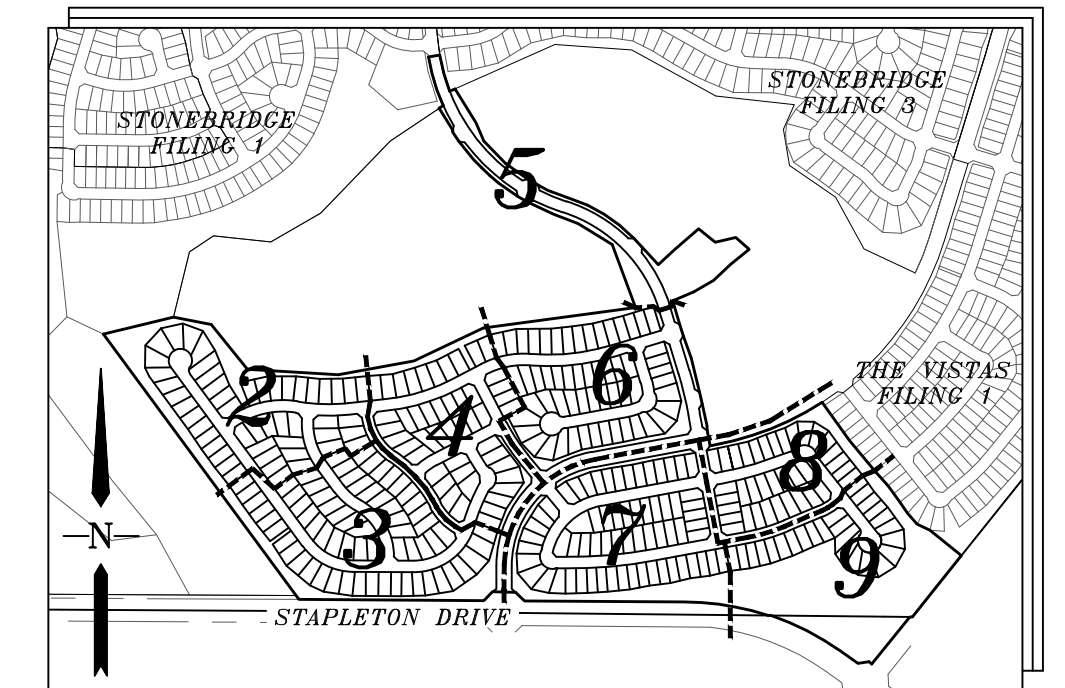 STONEBRIDGE
FILING 3
STONEBRIDGE
FILING 1
5
6
THE VISTAS
FILING 1
2
4
8
7
3
9
N
STAPLETON DRIVE